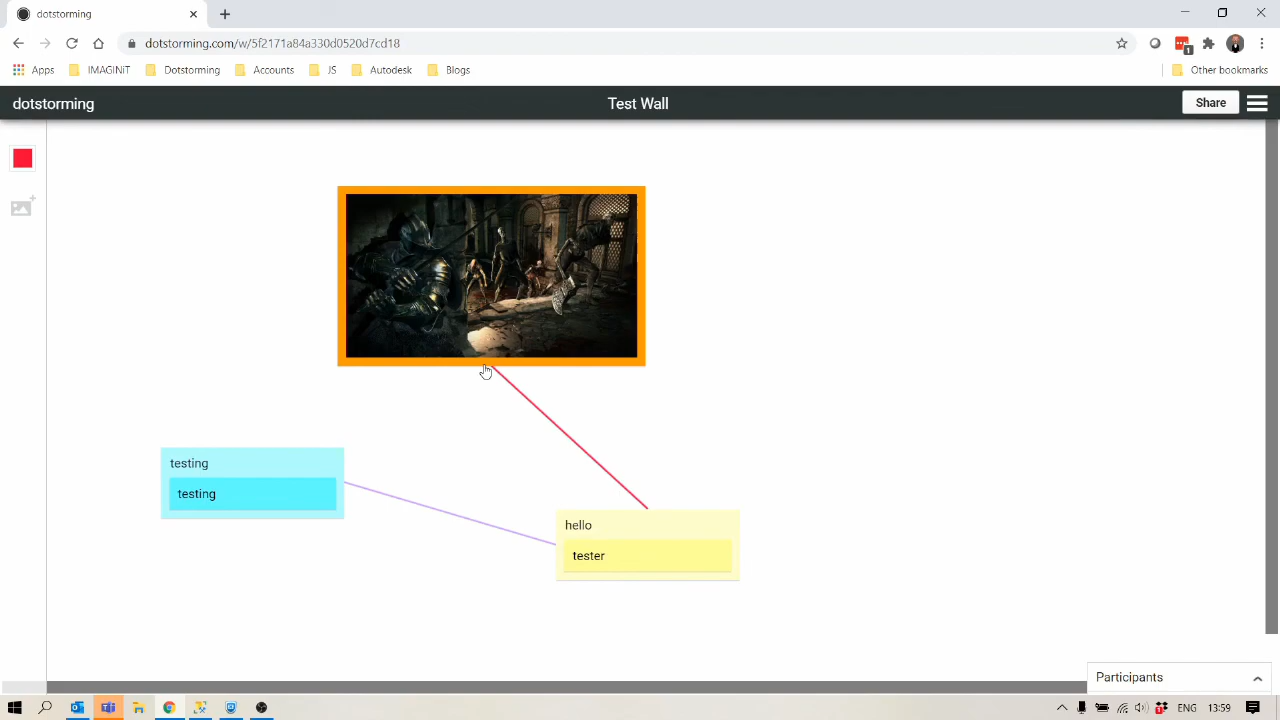 dotstorming
dotstorming.com/w/5f2171a84a330d0520d7cd18
1
Apps IMAGINiT Dotstorming Accounts JS Autodesk Blogs Other bookmarks
dotstorming Test Wall Share
testing
testing
hello
tester
Participants
ENG 13:59